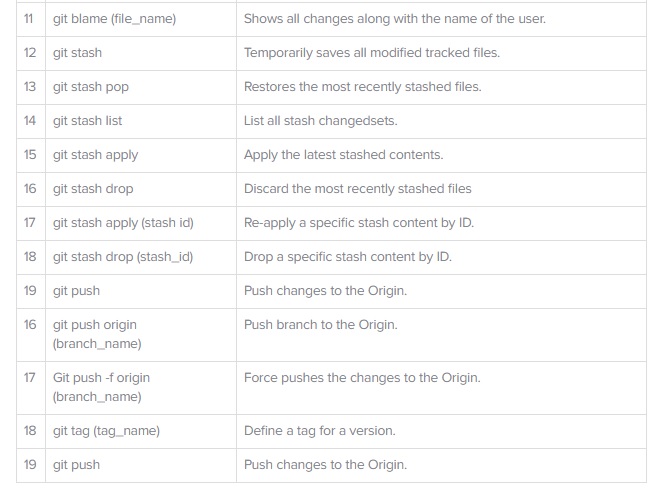 11 git blame (file_name) Shows all changes along with the name of the user.
12 git stash Temporarily saves all modified tracked files.
13 git stash pop Restores the most recently stashed files.
14 git stash list List all stash changedsets.
15 git stash apply Apply the latest stashed contents.
16 git stash drop Discard the most recently stashed files
17 git stash apply (stash id) Re-apply a specific stash content by ID.
18 git stash drop (stash_id) Drop a specific stash content by ID.
19 git push Push changes to the Origin.
16 git push origin Push branch to the Origin.
(branch_name)
17 Git push -f origin Force pushes the changes to the Origin.
(branch_name)
18 git tag (tag_name) Define a tag for a version.
19 git push Push changes to the Origin.